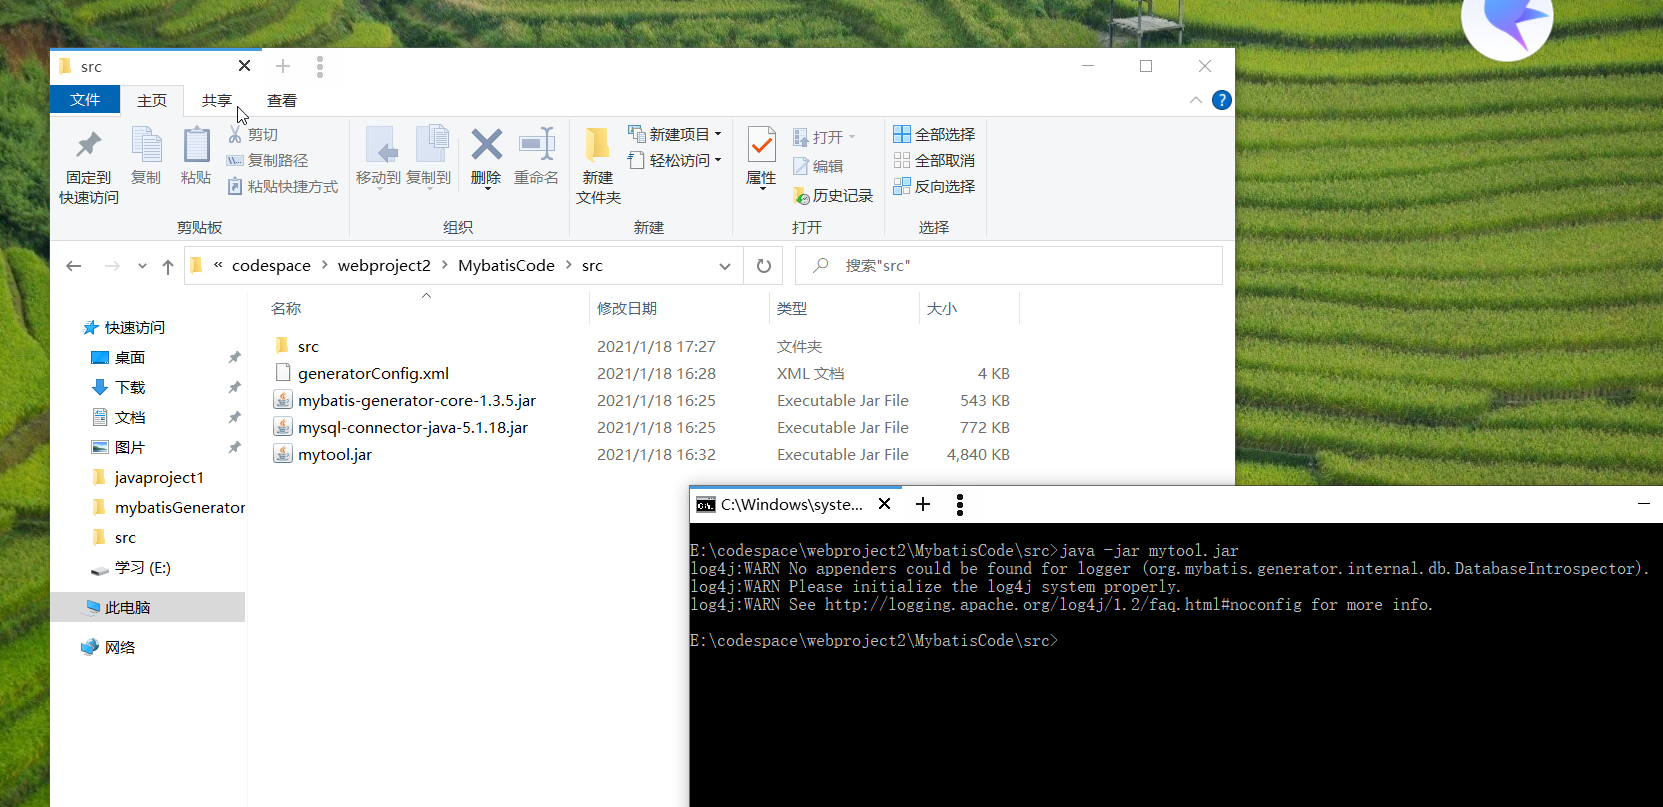 src
文件 主页 共享 查看
固定到
快速访问
复制
粘贴
剪切
复制路径
粘贴快捷方式
剪贴板
移动到
复制到
删除
重命名
组织
新建
文件夹
新建项目
轻松访问
新建
属性
打开
编辑
历史记录
打开
全部选择
全部取消
反向选择
选择
« codespace › webproject2 › MybatisCode › src
搜索"src"
快速访问
桌面
下载
文档
图片
javaproject1
mybatisGenerator
src
学习 (E:)
此电脑
网络
名称 修改日期 类型 大小
src 2021/1/18 17:27 文件夹
generatorConfig.xml 2021/1/18 16:28 XML 文档 4 KB
mybatis-generator-core-1.3.5.jar 2021/1/18 16:25 Executable Jar File 543 KB
mysql-connector-java-5.1.18.jar 2021/1/18 16:25 Executable Jar File 772 KB
mytool.jar 2021/1/18 16:32 Executable Jar File 4,840 KB
C:\Windows\syste...
E:\codespace\webproject2\MybatisCode\src>java -jar mytool.jar
log4j:WARN No appenders could be found for logger (org.mybatis.generator.internal.db.DatabaseIntrospector).
log4j:WARN Please initialize the log4j system properly.
log4j:WARN See http://logging.apache.org/log4j/1.2/faq.html#noconfig for more info.
E:\codespace\webproject2\MybatisCode\src>